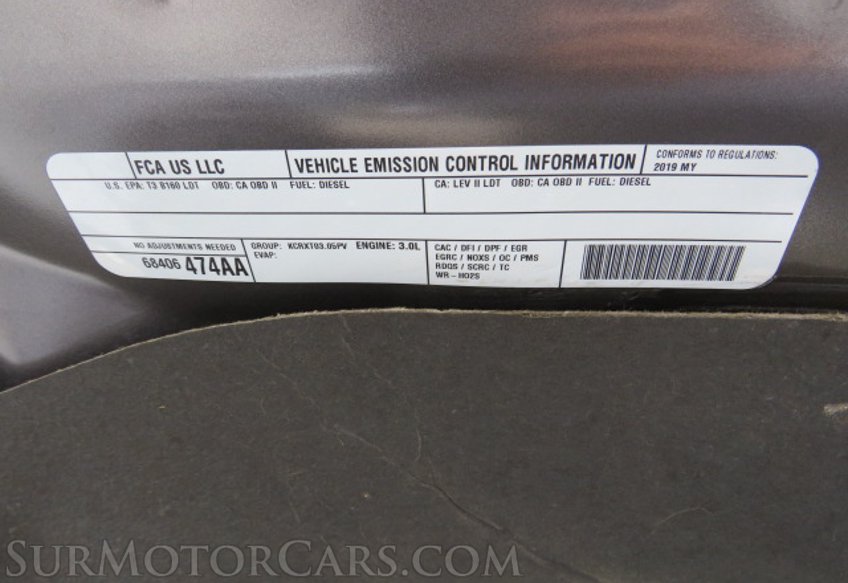 FCA US LLC
VEHICLE EMISSION CONTROL INFORMATION
CONFORMS TO REGULATIONS:
2019 MY
U.S. EPA: T3 B160 LDT OBD: CA OBD II FUEL: DIESEL
CA: LEV II LDT OBD: CA OBD II FUEL: DIESEL
NO ADJUSTMENTS NEEDED
68406 474AA
GROUP: KCRXT03.05PV ENGINE: 3.0L
EVAP:
CAC / DFI / DPF / EGR
EGRC / NOXS / OC / PMS
RDQS / SCRC / TC
WR-HO2S
SURMOTORCARS.COM